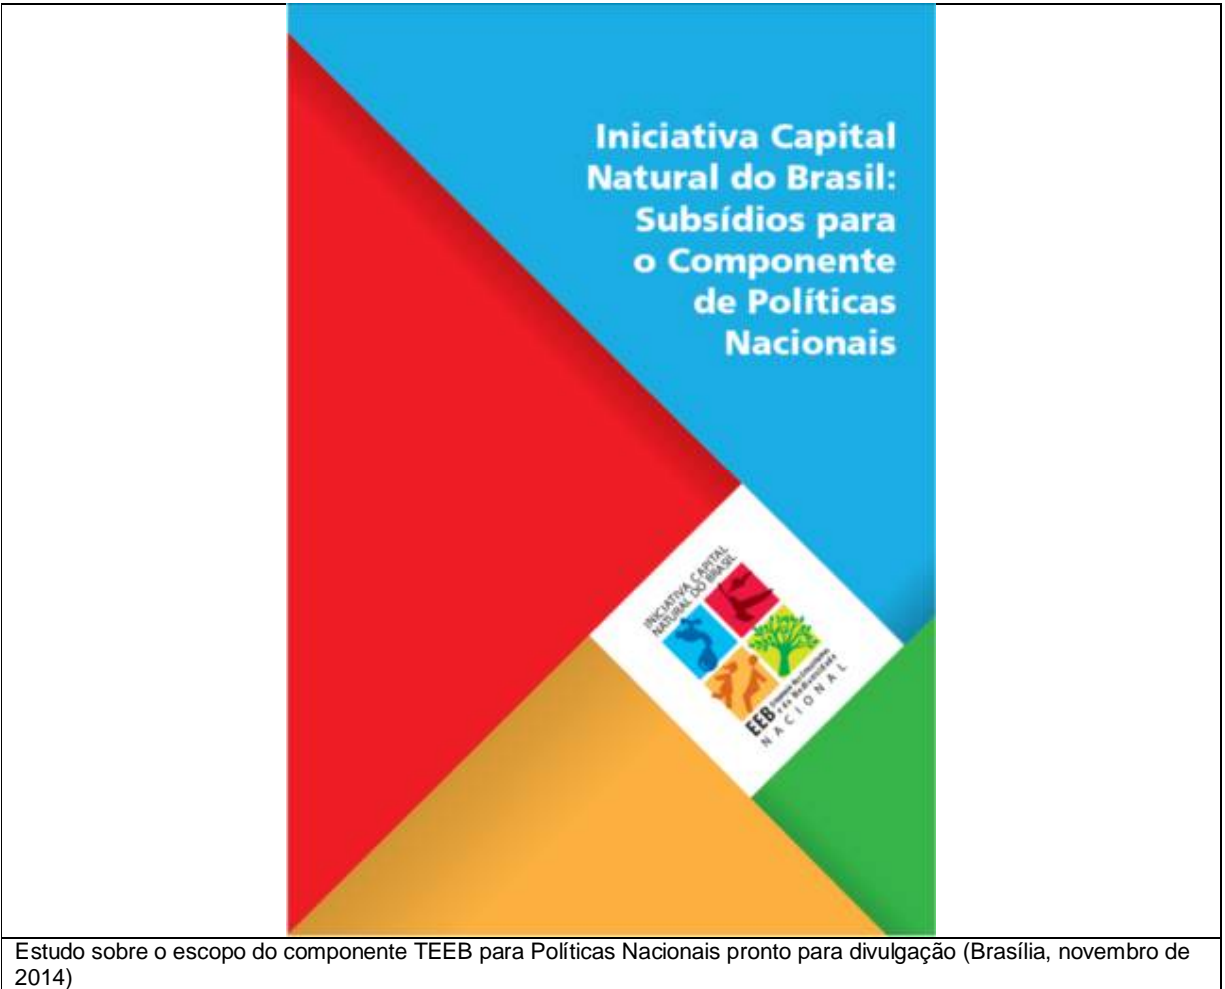 Iniciativa Capital
Natural do Brasil:
Subsídios para
o Componente
de Políticas
Nacionais
INICIATIVA CAPITAL
NATURAL DO BRASIL
EEB
NACIONAL
Estudo sobre o escopo do componente TEEB para Políticas Nacionais pronto para divulgação (Brasília, novembro de
2014)